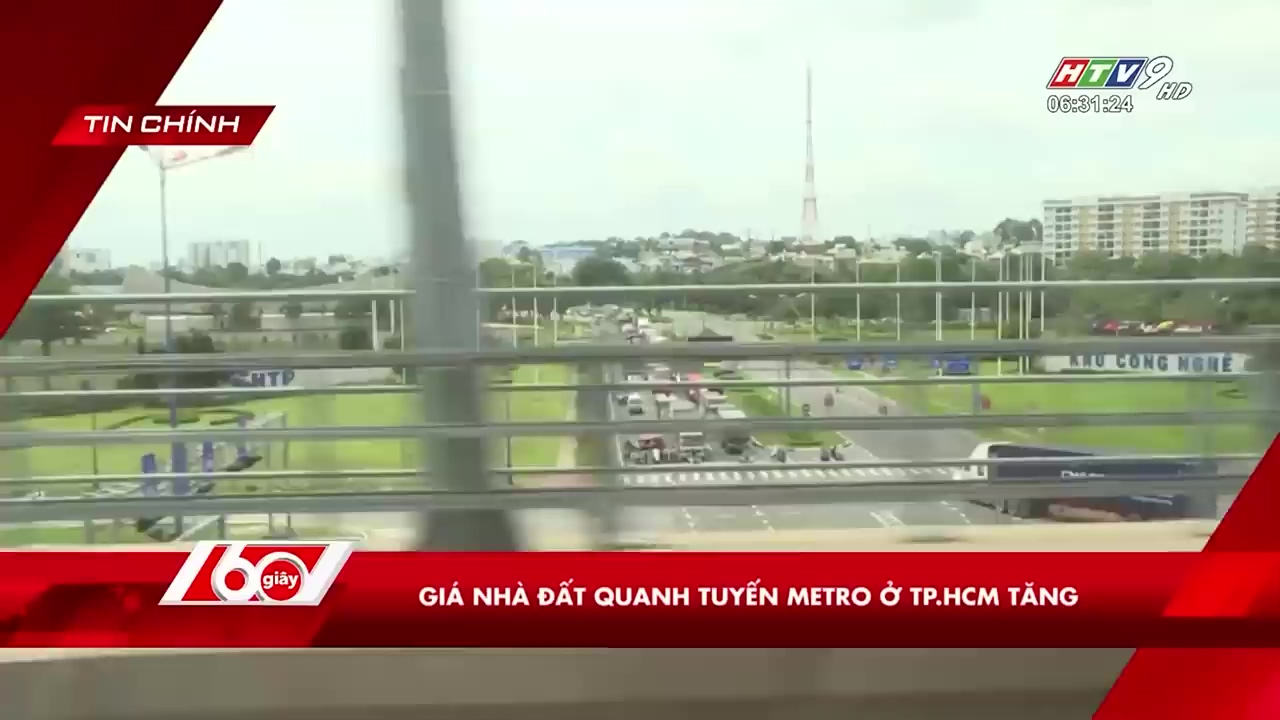 HTV9 HD
06:31:24
TIN CHÍNH
KHU CÔNG NGHỆ
HTP
60 giây
GIÁ NHÀ ĐẤT QUANH TUYẾN METRO Ở TP.HCM TĂNG